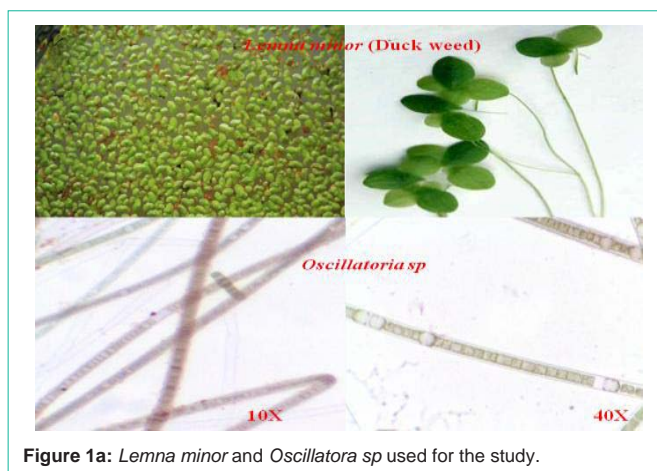 Lemna minor (Duck weed)
Oscillatoria sp
10X
40X
Figure 1a: Lemna minor and Oscillatora sp used for the study.